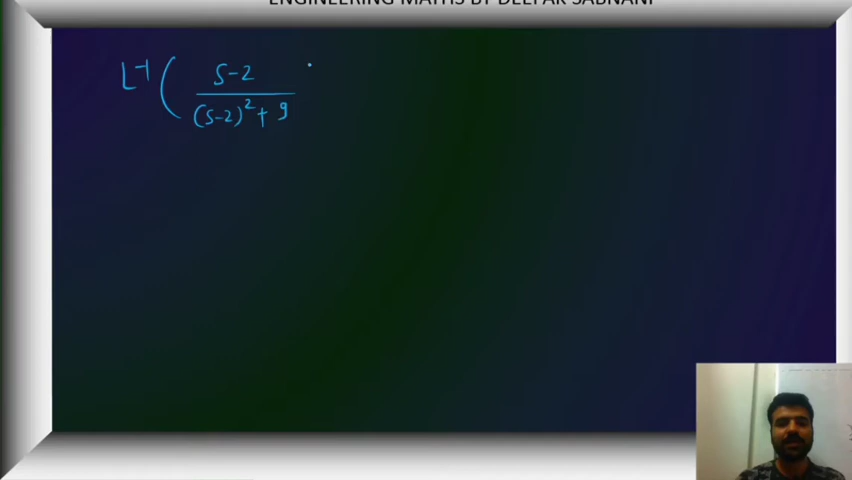 ENGINEERING MATHS BY DEEPAK SABNANI
L⁻¹ ( s-2
(s-2)² + 9